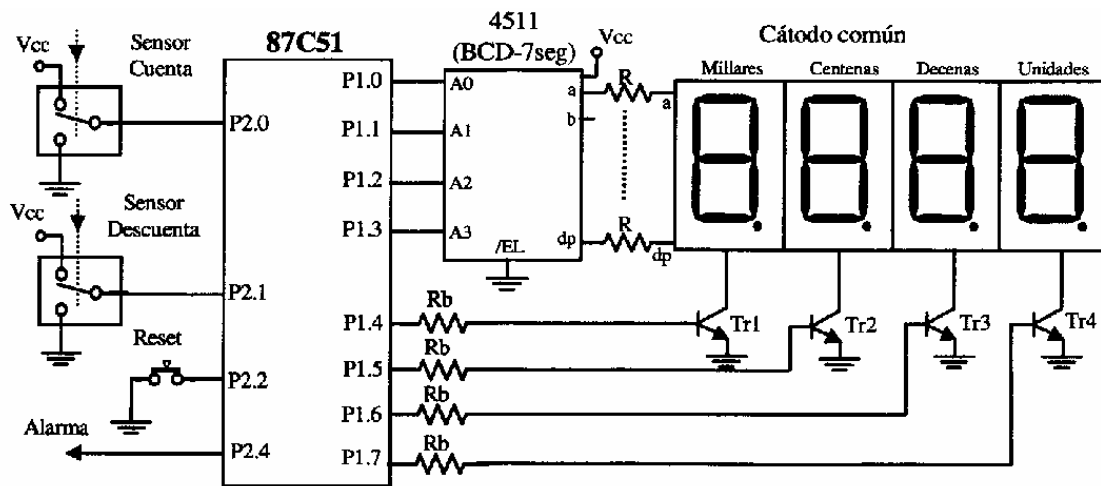 Vcc
Sensor
Cuenta
P2.0
Vcc
Sensor
Descuenta
P2.1
Reset
P2.2
Alarma
P2.4
87C51
P1.0
P1.1
P1.2
P1.3
P1.4
P1.5
P1.6
P1.7
4511
(BCD-7seg)
Vcc
A0
A1
A2
A3
/EL
a
b
dp
R
R
a
dp
Cátodo común
Millares
Centenas
Decenas
Unidades
Rb
Rb
Rb
Rb
Tr1
Tr2
Tr3
Tr4